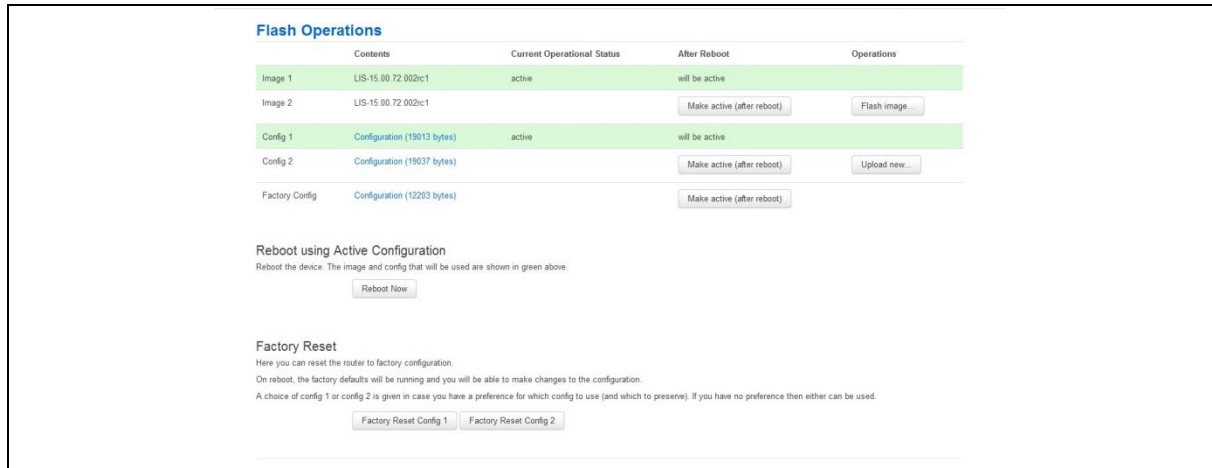 Flash Operations
Contents Current Operational Status After Reboot Operations
Image 1 LIS-15.00.72.002rc1 active will be active
Image 2 LIS-15.00.72.002rc1 Make active (after reboot) Flash image...
Config 1 Configuration (19013 bytes) active will be active
Config 2 Configuration (19037 bytes) Make active (after reboot) Upload new...
Factory Config Configuration (12203 bytes) Make active (after reboot)
Reboot using Active Configuration
Reboot the device. The image and config that will be used are shown in green above.
Reboot Now
Factory Reset
Here you can reset the router to factory configuration.
On reboot, the factory defaults will be running and you will be able to make changes to the configuration.
A choice of config 1 or config 2 is given in case you have a preference for which config to use (and which to preserve). If you have no preference then either can be used.
Factory Reset Config 1 Factory Reset Config 2